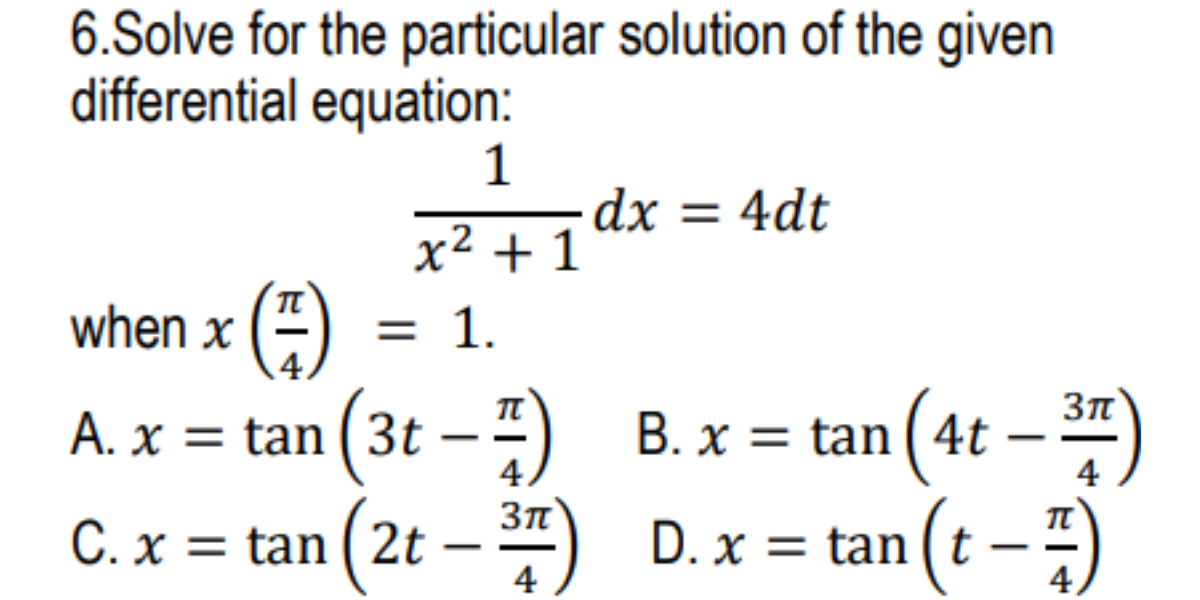 6.Solve for the particular solution of the given
differential equation:
1/(x² + 1) dx = 4dt
when x (π/4) = 1.
A. x = tan (3t − π/4) B. x = tan (4t − 3π/4)
C. x = tan (2t − 3π/4) D. x = tan (t − π/4)